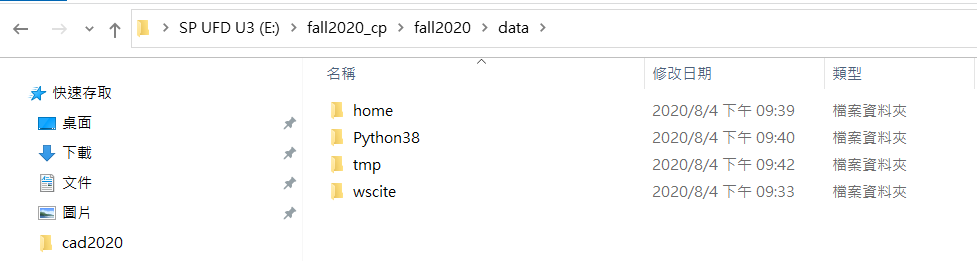 SP UFD U3 (E:) > fall2020_cp > fall2020 > data >
名稱 修改日期 類型
快速存取
桌面
下載
文件
圖片
cad2020
home 2020/8/4 下午 09:39 檔案資料夾
Python38 2020/8/4 下午 09:40 檔案資料夾
tmp 2020/8/4 下午 09:42 檔案資料夾
wscite 2020/8/4 下午 09:33 檔案資料夾